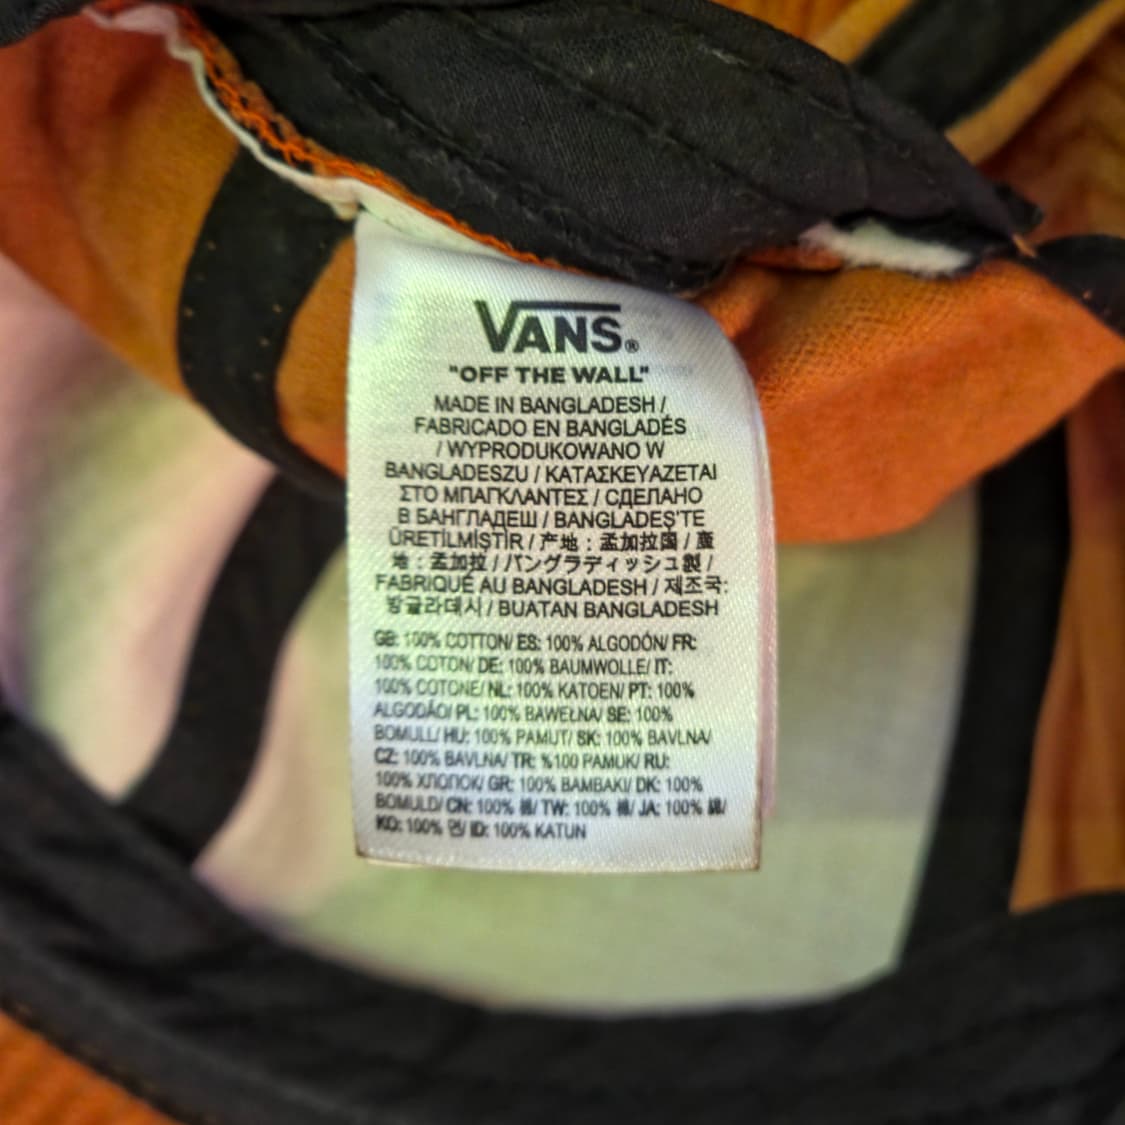 VANS®
"OFF THE WALL"
MADE IN BANGLADESH /
FABRICADO EN BANGLADÉS
/ WYPRODUKOWANO W
BANGLADESZU / ΚΑΤΑΣΚΕΥΑΖΕΤΑΙ
ΣΤΟ ΜΠΑΓΚΛΑΝΤΕΣ / СДЕЛАНО
В БАНГЛАДЕШ / BANGLADEŞ'TE
ÜRETİLMİŞTİR / 产地：孟加拉国 / 產
地：孟加拉 / バングラディッシュ製 /
FABRIQUÉ AU BANGLADESH / 제조국:
방글라데시 / BUATAN BANGLADESH
GB: 100% COTTON/ ES: 100% ALGODÓN/ FR:
100% COTON/ DE: 100% BAUMWOLLE/ IT:
100% COTONE/ NL: 100% KATOEN/ PT: 100%
ALGODÃO/ PL: 100% BAWEŁNA/ SE: 100%
BOMULL/ HU: 100% PAMUT/ SK: 100% BAVLNA/
CZ: 100% BAVLNA/ TR: %100 PAMUK/ RU:
100% ХЛОПОК/ GR: 100% ΒΑΜΒΑΚΙ/ DK: 100%
BOMULD/ CN: 100% 棉/ TW: 100% 棉/ JA: 100% 綿/
KO: 100% 면/ ID: 100% KATUN